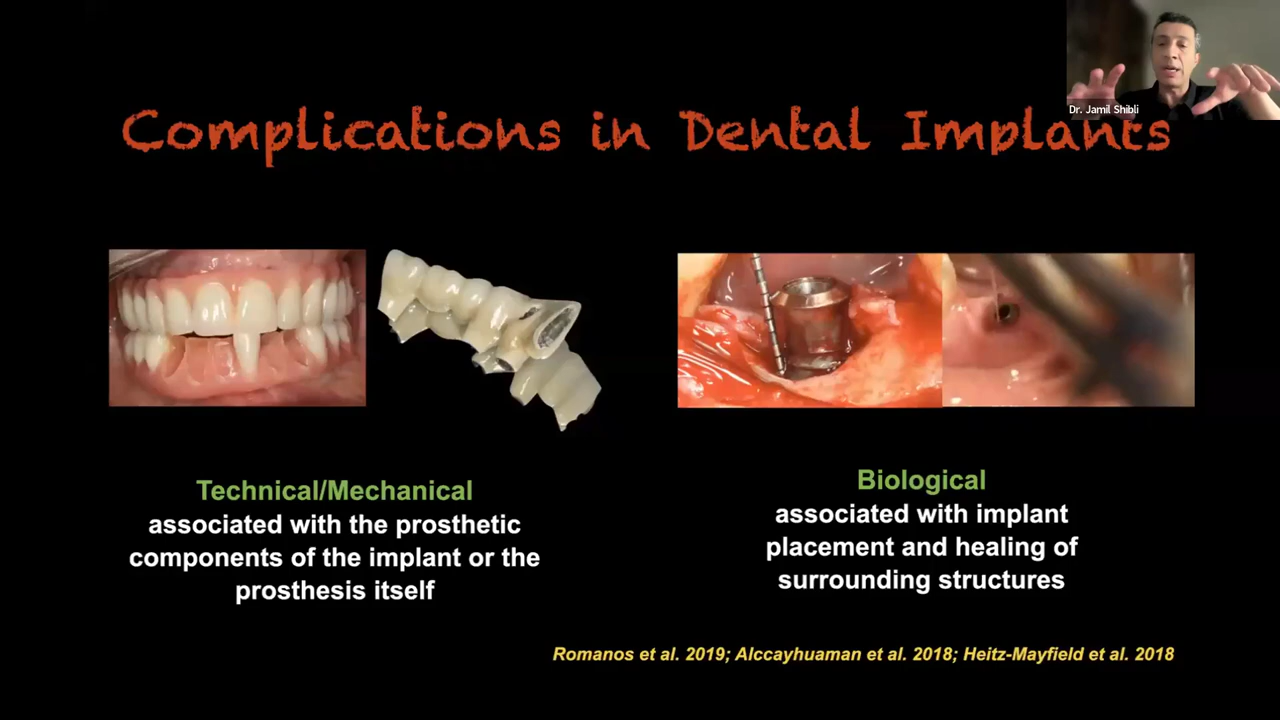 Dr. Jamil Shibli
Complications in Dental Implants
Technical/Mechanical
associated with the prosthetic
components of the implant or the
prosthesis itself
Biological
associated with implant
placement and healing of
surrounding structures
Romanos et al. 2019; Alccayhuaman et al. 2018; Heitz-Mayfield et al. 2018